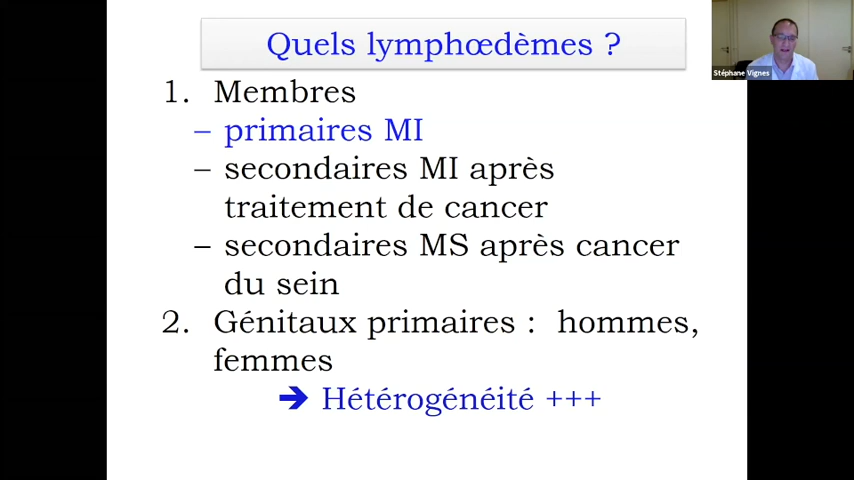 Quels lymphœdèmes ?
Stéphane Vignes
1. Membres
– primaires MI
– secondaires MI après
traitement de cancer
– secondaires MS après cancer
du sein
2. Génitaux primaires : hommes,
femmes
➔ Hétérogénéité +++